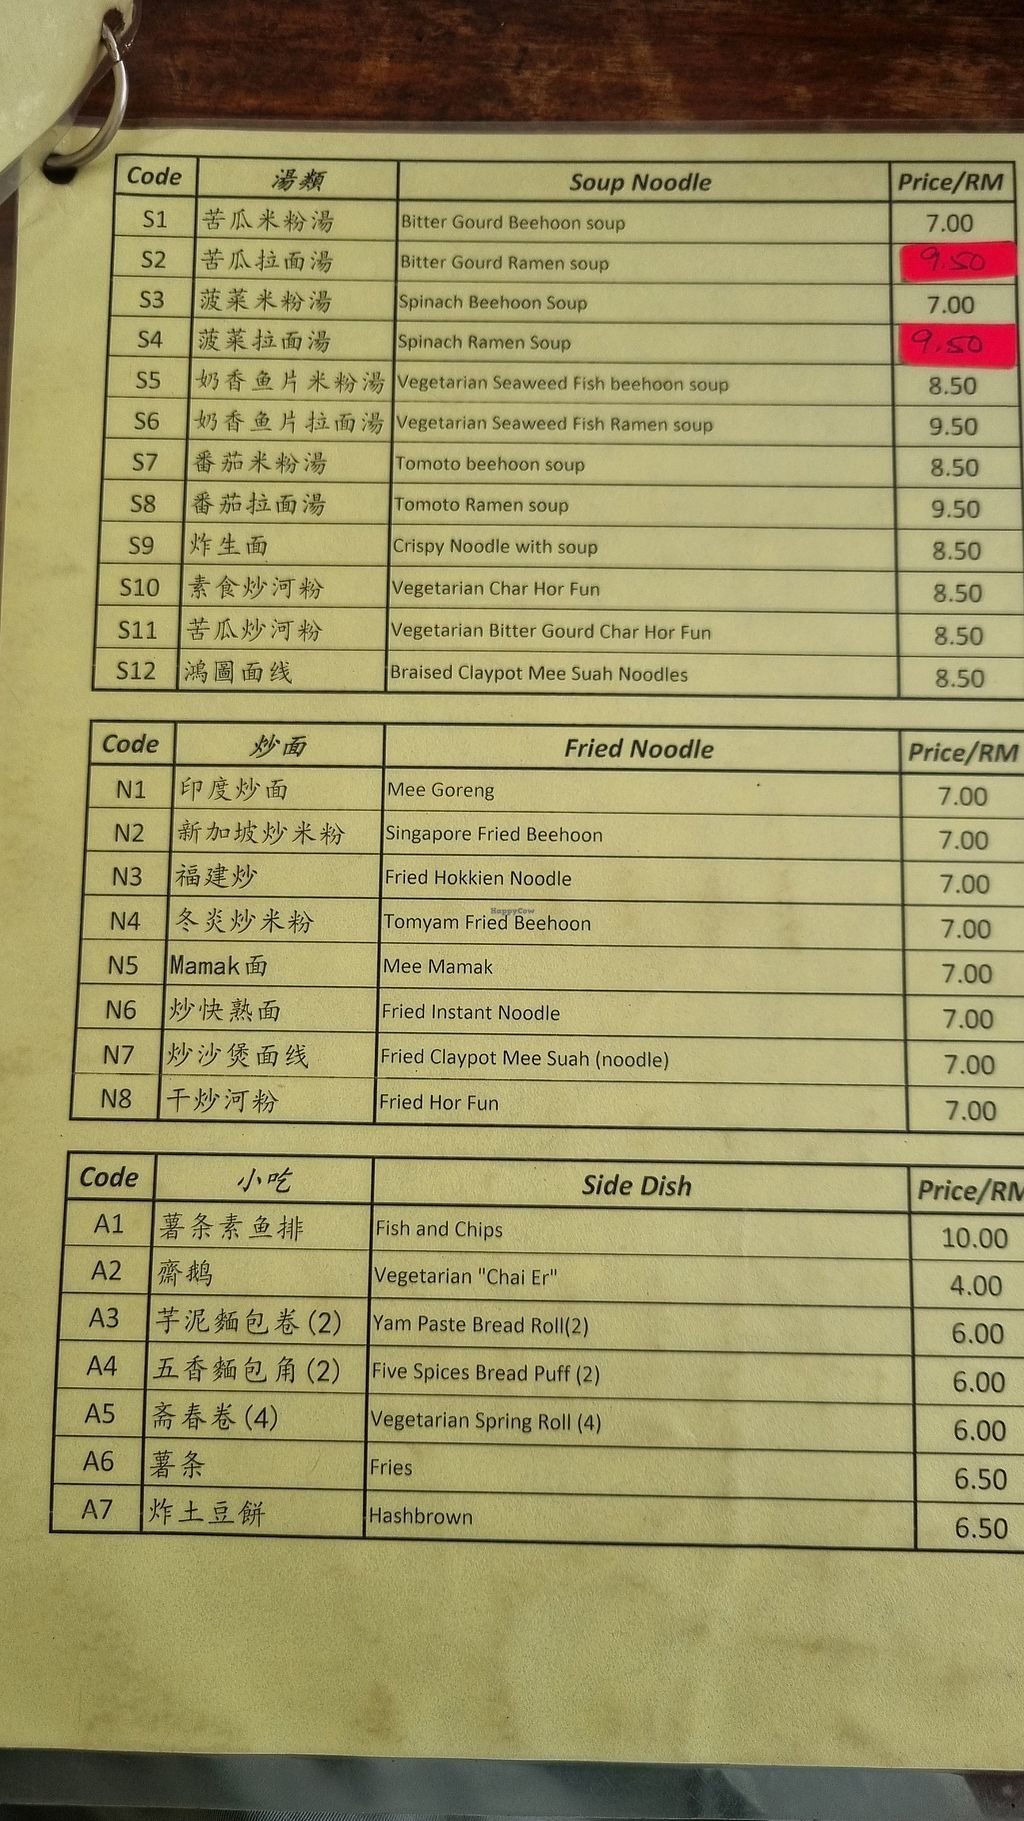 Code 湯類 Soup Noodle Price/RM
S1 苦瓜米粉湯 Bitter Gourd Beehoon soup 7.00
S2 苦瓜拉面湯 Bitter Gourd Ramen soup 9.50
S3 菠菜米粉湯 Spinach Beehoon Soup 7.00
S4 菠菜拉面湯 Spinach Ramen Soup 9.50
S5 奶香鱼片米粉湯 Vegetarian Seaweed Fish beehoon soup 8.50
S6 奶香鱼片拉面湯 Vegetarian Seaweed Fish Ramen soup 9.50
S7 番茄米粉湯 Tomoto beehoon soup 8.50
S8 番茄拉面湯 Tomoto Ramen soup 9.50
S9 炸生面 Crispy Noodle with soup 8.50
S10 素食炒河粉 Vegetarian Char Hor Fun 8.50
S11 苦瓜炒河粉 Vegetarian Bitter Gourd Char Hor Fun 8.50
S12 鴻圖面线 Braised Claypot Mee Suah Noodles 8.50
Code 炒面 Fried Noodle Price/RM
N1 印度炒面 Mee Goreng 7.00
N2 新加坡炒米粉 Singapore Fried Beehoon 7.00
N3 福建炒 Fried Hokkien Noodle 7.00
HappyCow
N4 冬炎炒米粉 Tomyam Fried Beehoon 7.00
N5 Mamak面 Mee Mamak 7.00
N6 炒快熟面 Fried Instant Noodle 7.00
N7 炒沙煲面线 Fried Claypot Mee Suah (noodle) 7.00
N8 干炒河粉 Fried Hor Fun 7.00
Code 小吃 Side Dish Price/RM
A1 薯条素鱼排 Fish and Chips 10.00
A2 齋鹅 Vegetarian "Chai Er" 4.00
A3 芋泥麵包卷(2) Yam Paste Bread Roll(2) 6.00
A4 五香麵包角(2) Five Spices Bread Puff (2) 6.00
A5 斋春卷(4) Vegetarian Spring Roll (4) 6.00
A6 薯条 Fries 6.50
A7 炸土豆餅 Hashbrown 6.50